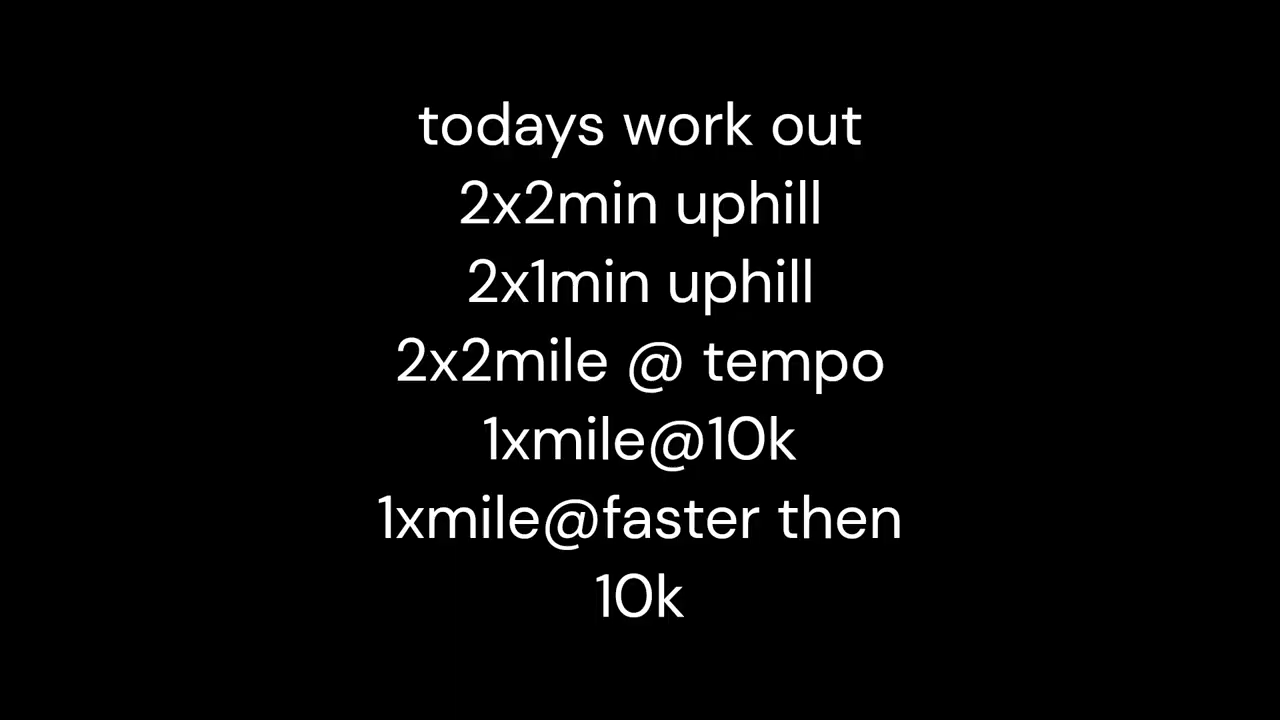 todays work out
2x2min uphill
2x1min uphill
2x2mile @ tempo
1xmile@10k
1xmile@faster then
10k